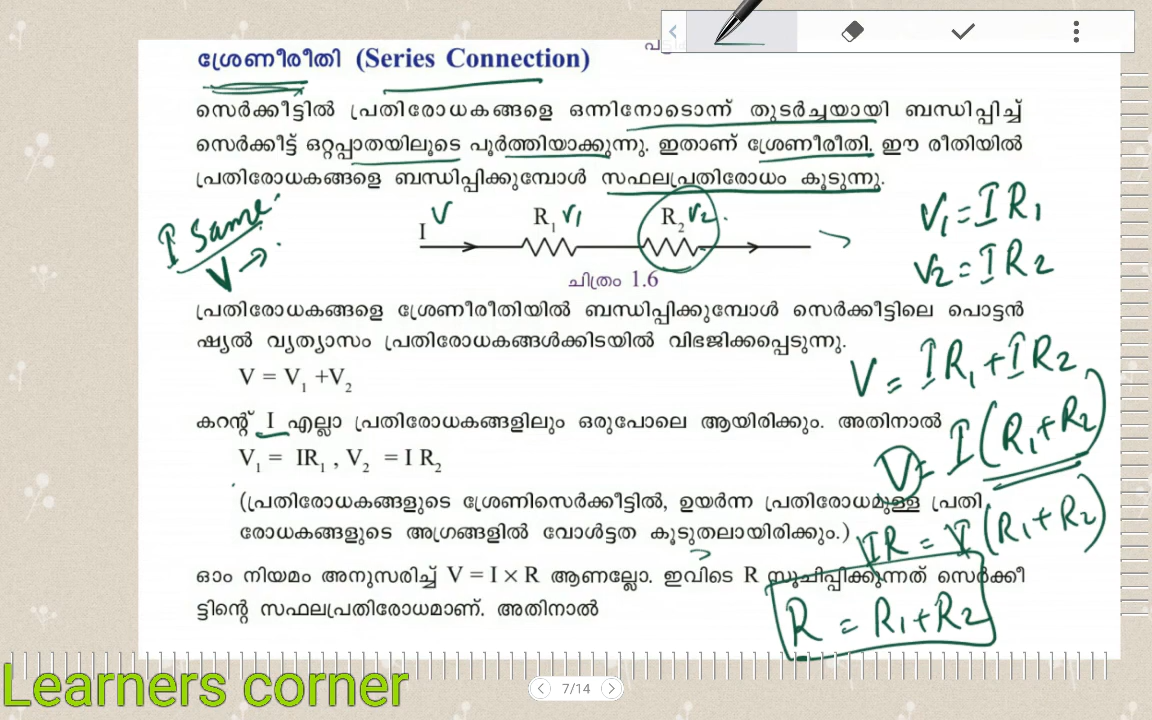 ശ്രേണീരീതി (Series Connection)
സെർക്കീട്ടിൽ പ്രതിരോധകങ്ങളെ ഒന്നിനോടൊന്ന് തുടർച്ചയായി ബന്ധിപ്പിച്ച്
സെർക്കീട്ട് ഒറ്റപ്പാതയിലൂടെ പൂർത്തിയാക്കുന്നു. ഇതാണ് ശ്രേണീരീതി. ഈ രീതിയിൽ
പ്രതിരോധകങ്ങളെ ബന്ധിപ്പിക്കുമ്പോൾ സഫലപ്രതിരോധം കൂടുന്നു.
I Same
V
I V R₁ V₁ R₂ V₂
V₁ = I R₁
V₂ = I R₂
ചിത്രം 1.6
പ്രതിരോധകങ്ങളെ ശ്രേണീരീതിയിൽ ബന്ധിപ്പിക്കുമ്പോൾ സെർക്കീട്ടിലെ പൊട്ടൻ
ഷ്യൽ വ്യത്യാസം പ്രതിരോധകങ്ങൾക്കിടയിൽ വിഭജിക്കപ്പെടുന്നു.
V = V₁ +V₂
V = I R₁ + I R₂
കറന്റ് I എല്ലാ പ്രതിരോധകങ്ങളിലും ഒരുപോലെ ആയിരിക്കും. അതിനാൽ
V₁ = IR₁ , V₂ = I R₂
V = I (R₁ + R₂)
(പ്രതിരോധകങ്ങളുടെ ശ്രേണിസെർക്കീട്ടിൽ, ഉയർന്ന പ്രതിരോധമുള്ള പ്രതി
രോധകങ്ങളുടെ അഗ്രങ്ങളിൽ വോൾട്ടത കൂടുതലായിരിക്കും.)
IR = I (R₁ + R₂)
ഓം നിയമം അനുസരിച്ച് V = I × R ആണല്ലോ. ഇവിടെ R സൂചിപ്പിക്കുന്നത് സെർക്കീ
ട്ടിന്റെ സഫലപ്രതിരോധമാണ്. അതിനാൽ
R = R₁ + R₂
Learners corner
7/14